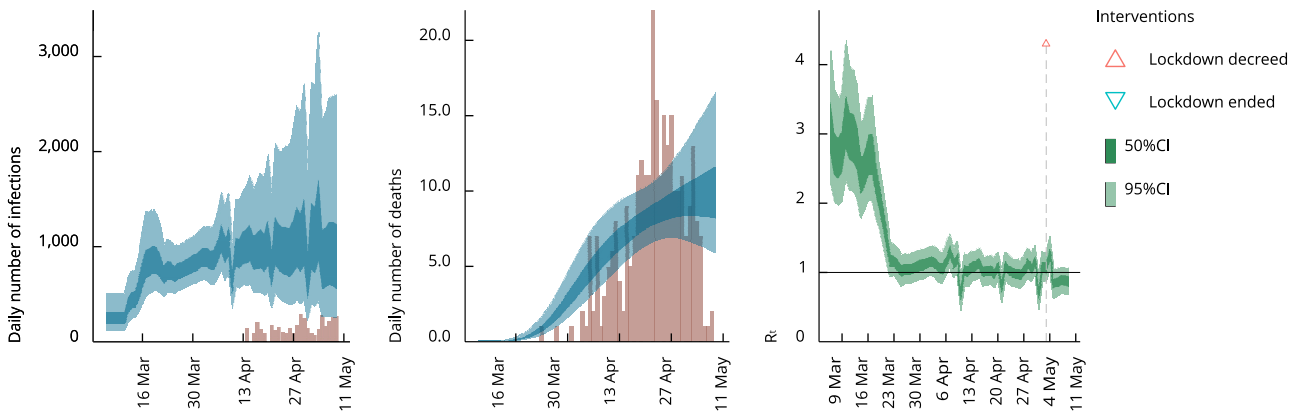 Daily number of infections
3,000
2,000
1,000
0
16 Mar
30 Mar
13 Apr
27 Apr
11 May
Daily number of deaths
20.0
15.0
10.0
5.0
0.0
16 Mar
30 Mar
13 Apr
27 Apr
11 May
Rt
4
3
2
1
0
9 Mar
16 Mar
23 Mar
30 Mar
6 Apr
13 Apr
20 Apr
27 Apr
4 May
11 May
Interventions
Lockdown decreed
Lockdown ended
50%CI
95%CI